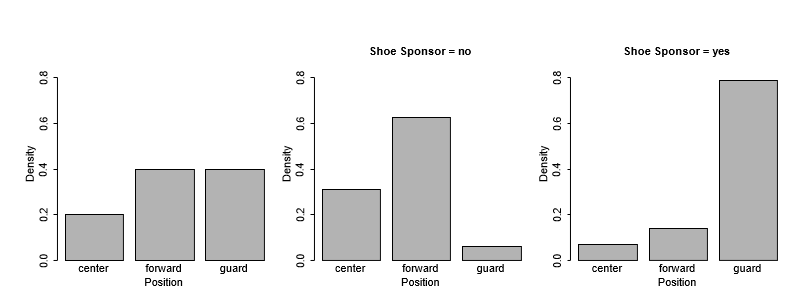 Density
0.0 0.2 0.4 0.6 0.8
center forward guard
Position
Shoe Sponsor = no
Density
0.0 0.2 0.4 0.6 0.8
center forward guard
Position
Shoe Sponsor = yes
Density
0.0 0.2 0.4 0.6 0.8
center forward guard
Position